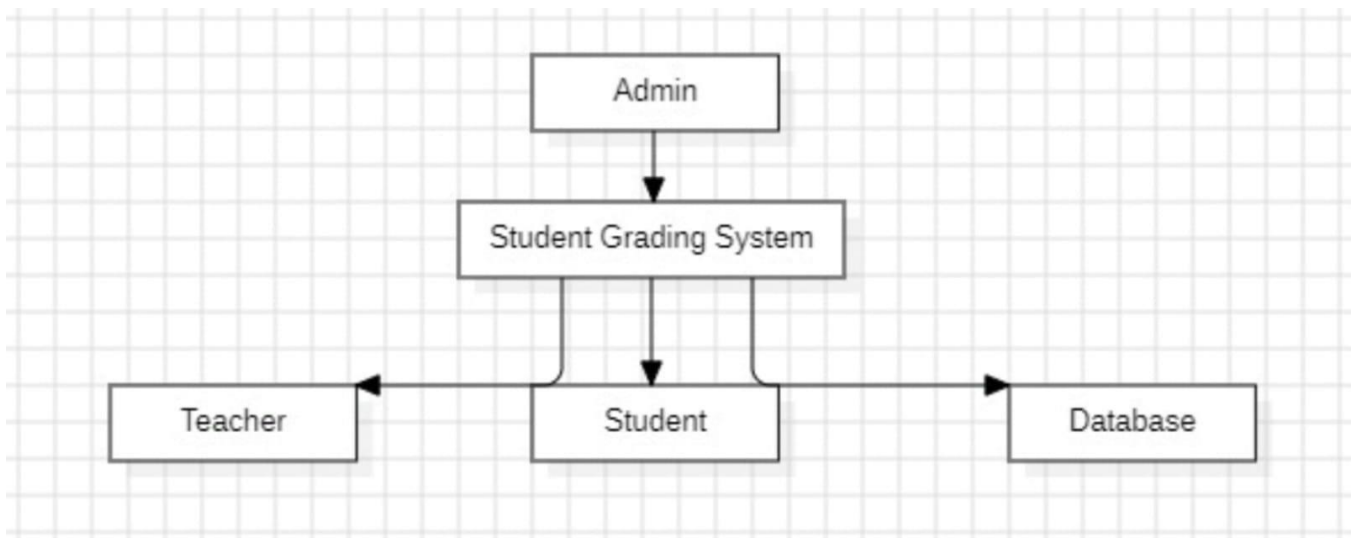 Admin
Student Grading System
Teacher
Student
Database